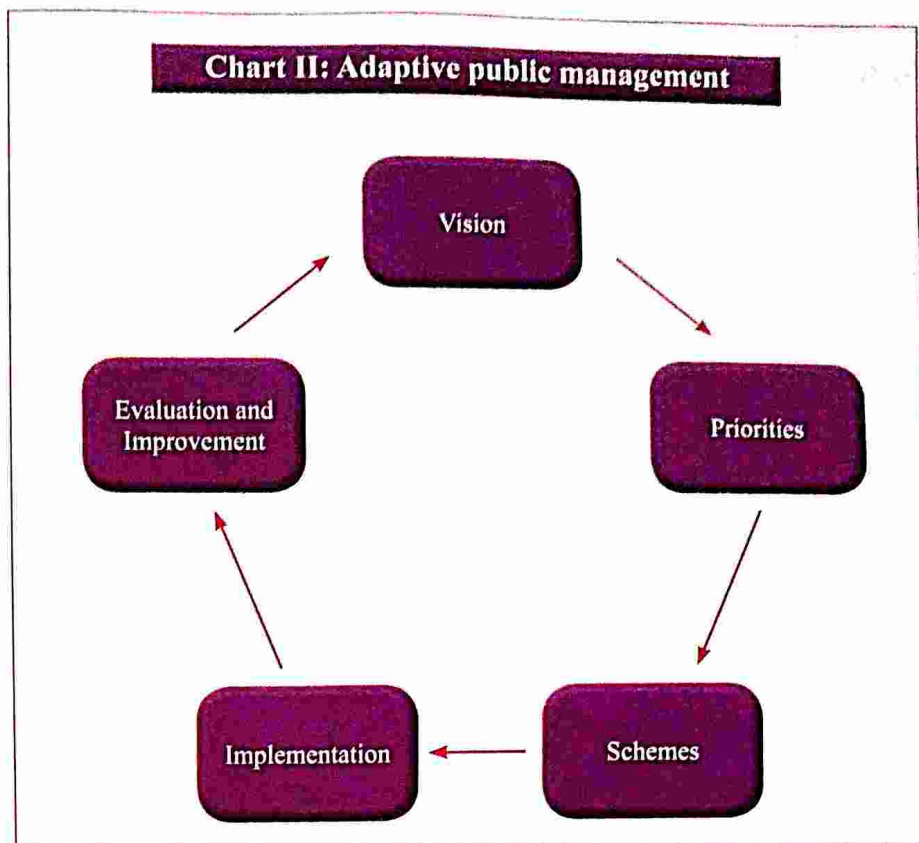 Chart II: Adaptive public management
Vision
Priorities
Schemes
Implementation
Evaluation and
Improvement